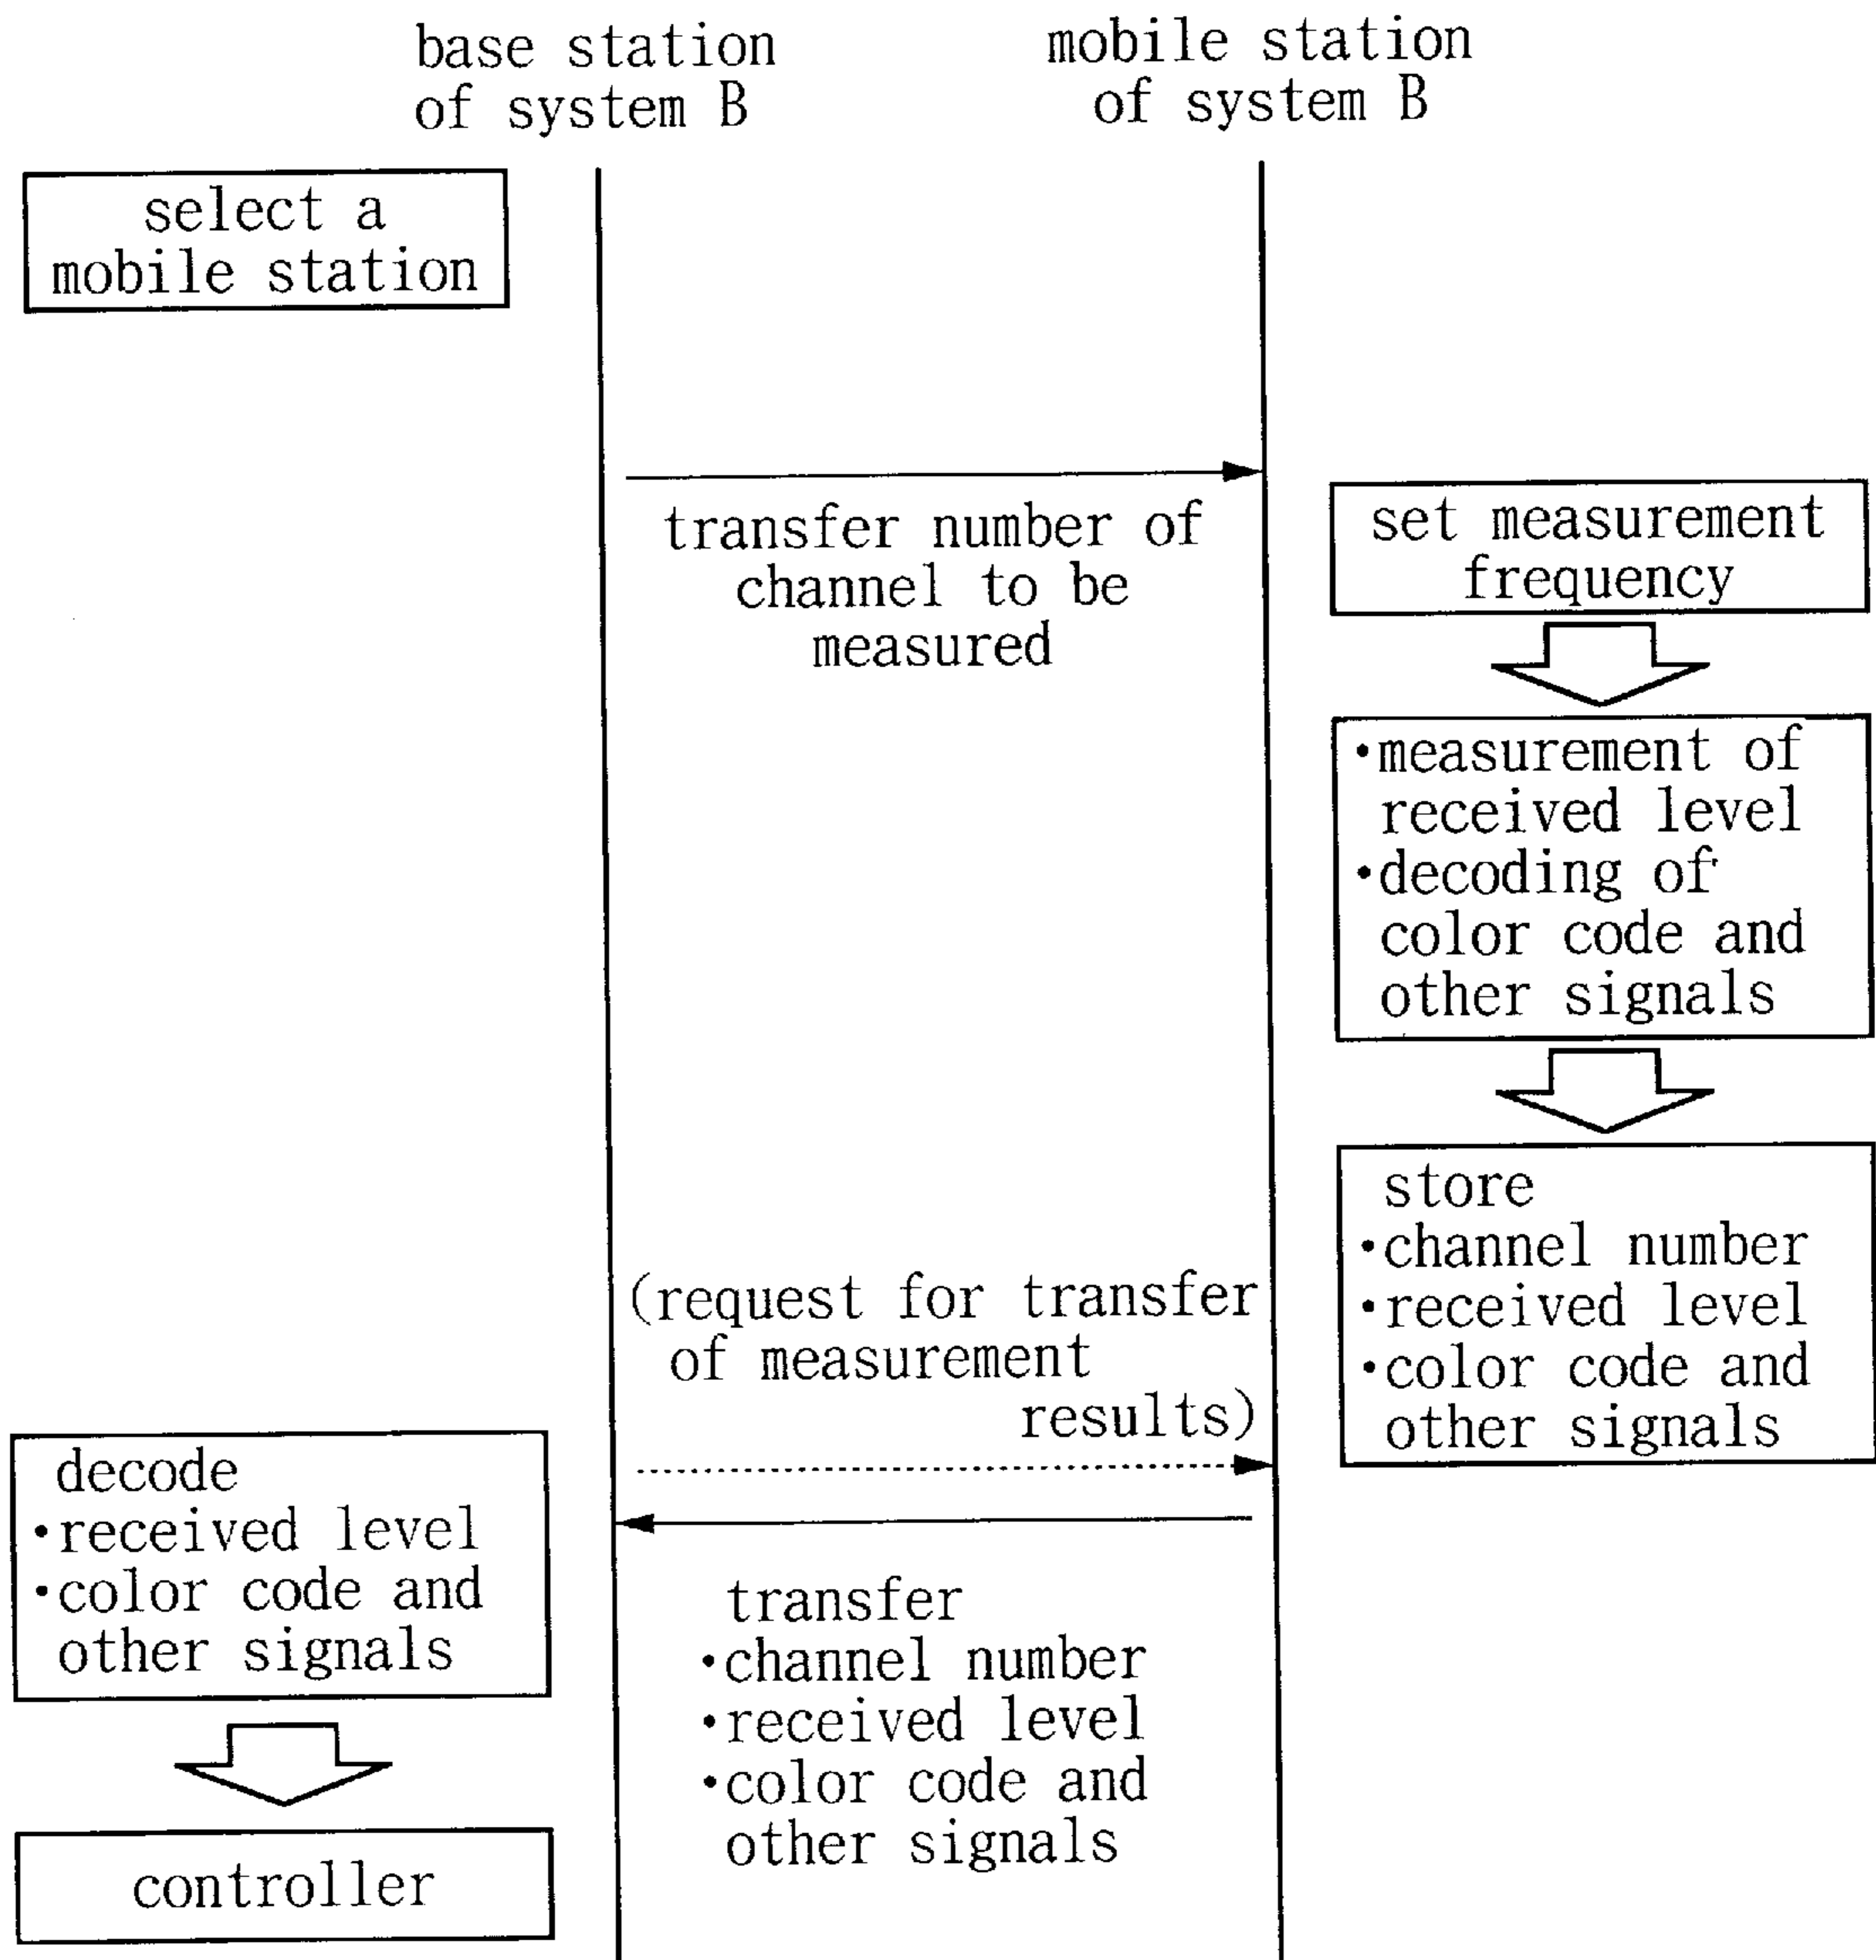 base station
of system B
mobile station
of system B
select a
mobile station
transfer number of
channel to be
measured
set measurement
frequency
・measurement of
received level
・decoding of
color code and
other signals
store
・channel number
・received level
・color code and
other signals
(request for transfer
of measurement
results)
decode
・received level
・color code and
other signals
transfer
・channel number
・received level
・color code and
other signals
controller